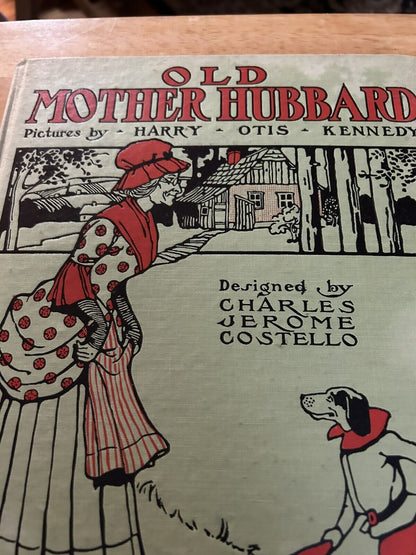 OLD
MOTHER HUBBARD
Pictures by · HARRY · OTIS · KENNEDY
Designed by
CHARLES
JEROME
COSTELLO